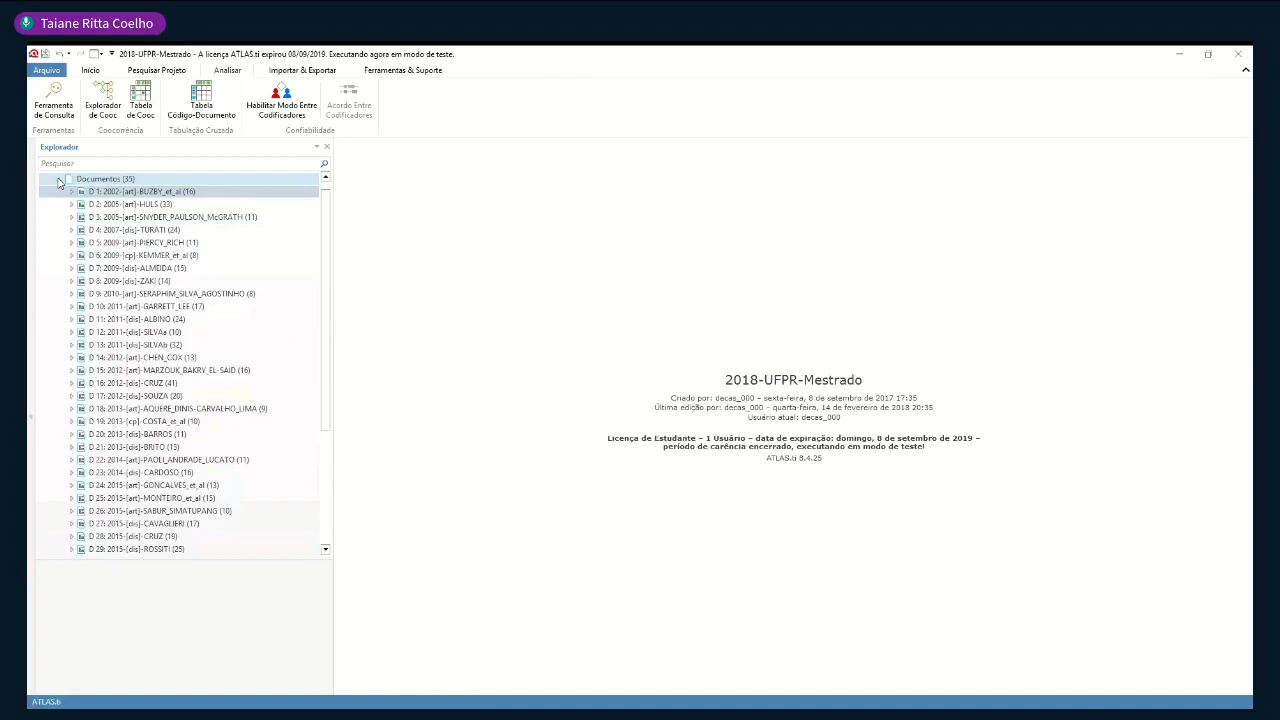 Taiane Ritta Coelho
2018-UFPR-Mestrado - A licença ATLAS.ti expirou 08/09/2019. Executando agora em modo de teste.
Arquivo Início Pesquisar Projeto Analisar Importar & Exportar Ferramentas & Suporte
Ferramenta de Consulta
Explorador de Cooc
Tabela de Cooc
Tabela Código-Documento
Habilitar Modo Entre Codificadores
Acordo Entre Codificadores
Ferramentas Coocorrência Tabulação Cruzada Confiabilidade
Explorador
Pesquisar
Documentos (35)
D 1: 2002-[art]-BUZBY_et_al (16)
D 2: 2005-[art]-HULS (33)
D 3: 2005-[art]-SNYDER_PAULSON_McGRATH (11)
D 4: 2007-[dis]-TURATI (24)
D 5: 2009-[art]-PIERCY_RICH (11)
D 6: 2009-[cp]-KEMMER_et_al (8)
D 7: 2009-[dis]-ALMEIDA (15)
D 8: 2009-[dis]-ZAKI (14)
D 9: 2010-[art]-SERAPHIM_SILVA_AGOSTINHO (8)
D 10: 2011-[art]-GARRETT_LEE (17)
D 11: 2011-[dis]-ALBINO (24)
D 12: 2011-[dis]-SILVAa (10)
D 13: 2011-[dis]-SILVAb (32)
D 14: 2012-[art]-CHEN_COX (13)
D 15: 2012-[art]-MARZOUK_BAKRY_EL-SAID (16)
D 16: 2012-[dis]-CRUZ (41)
D 17: 2012-[dis]-SOUZA (20)
D 18: 2013-[art]-AQUERE_DINIS-CARVALHO_LIMA (9)
D 19: 2013-[cp]-COSTA_et_al (10)
D 20: 2013-[dis]-BARROS (11)
D 21: 2013-[dis]-BRITO (13)
D 22: 2014-[art]-PAOLI_ANDRADE_LUCATO (11)
D 23: 2014-[dis]-CARDOSO (16)
D 24: 2015-[art]-GONCALVES_et_al (13)
D 25: 2015-[art]-MONTEIRO_et_al (15)
D 26: 2015-[art]-SABUR_SIMATUPANG (10)
D 27: 2015-[dis]-CAVAGLIERI (17)
D 28: 2015-[dis]-CRUZ (19)
D 29: 2015-[dis]-ROSSITI (25)
2018-UFPR-Mestrado
Criado por: decas_000 – sexta-feira, 8 de setembro de 2017 17:35
Última edição por: decas_000 – quarta-feira, 14 de fevereiro de 2018 20:35
Usuário atual: decas_000
Licença de Estudante – 1 Usuário – data de expiração: domingo, 8 de setembro de 2019 –
período de carência encerrado, executando em modo de teste!
ATLAS.ti 8.4.25
ATLAS.ti